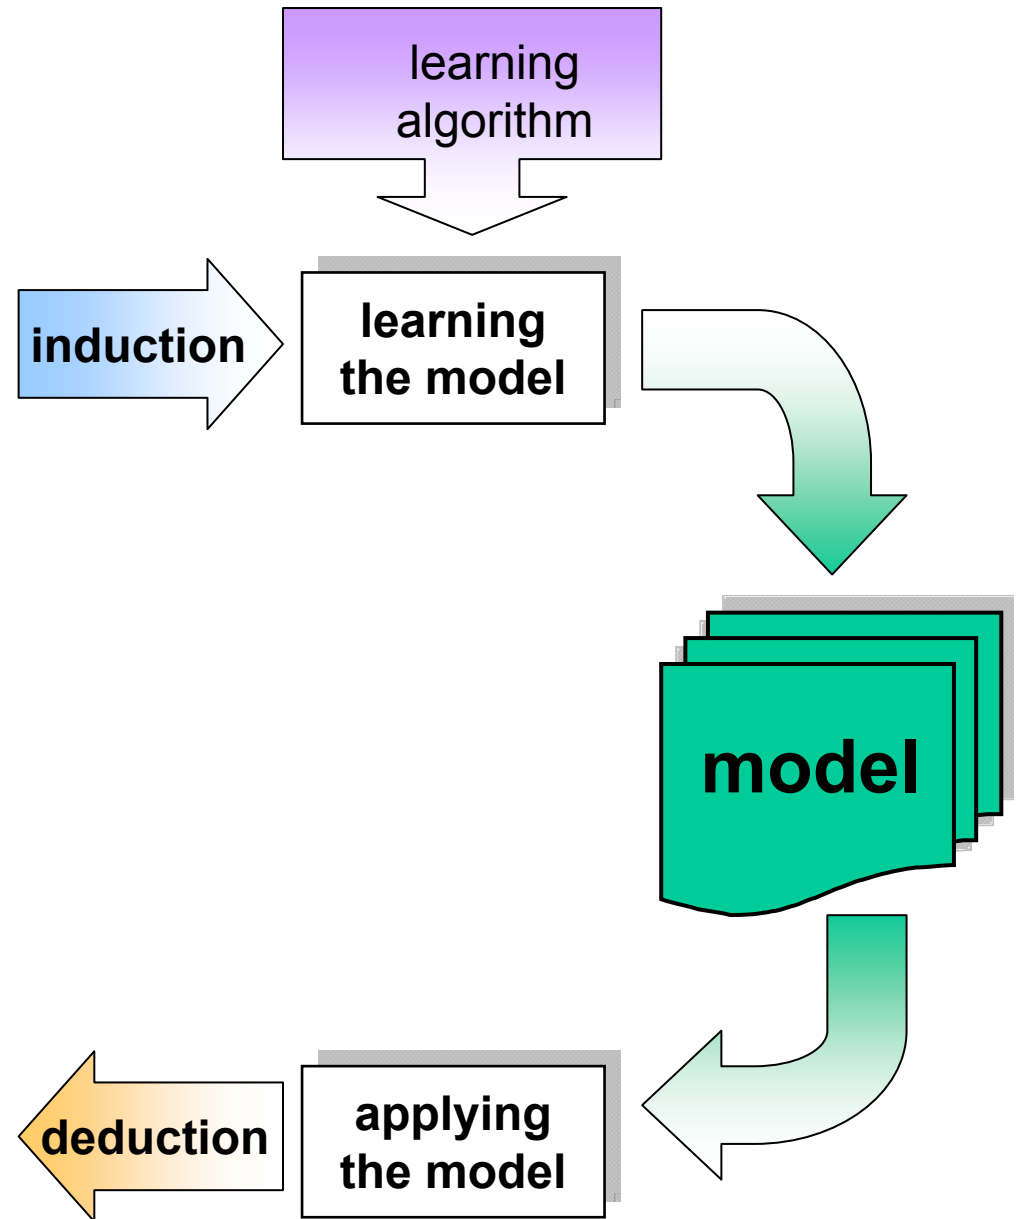 learning
algorithm
induction
learning
the model
model
applying
the model
deduction